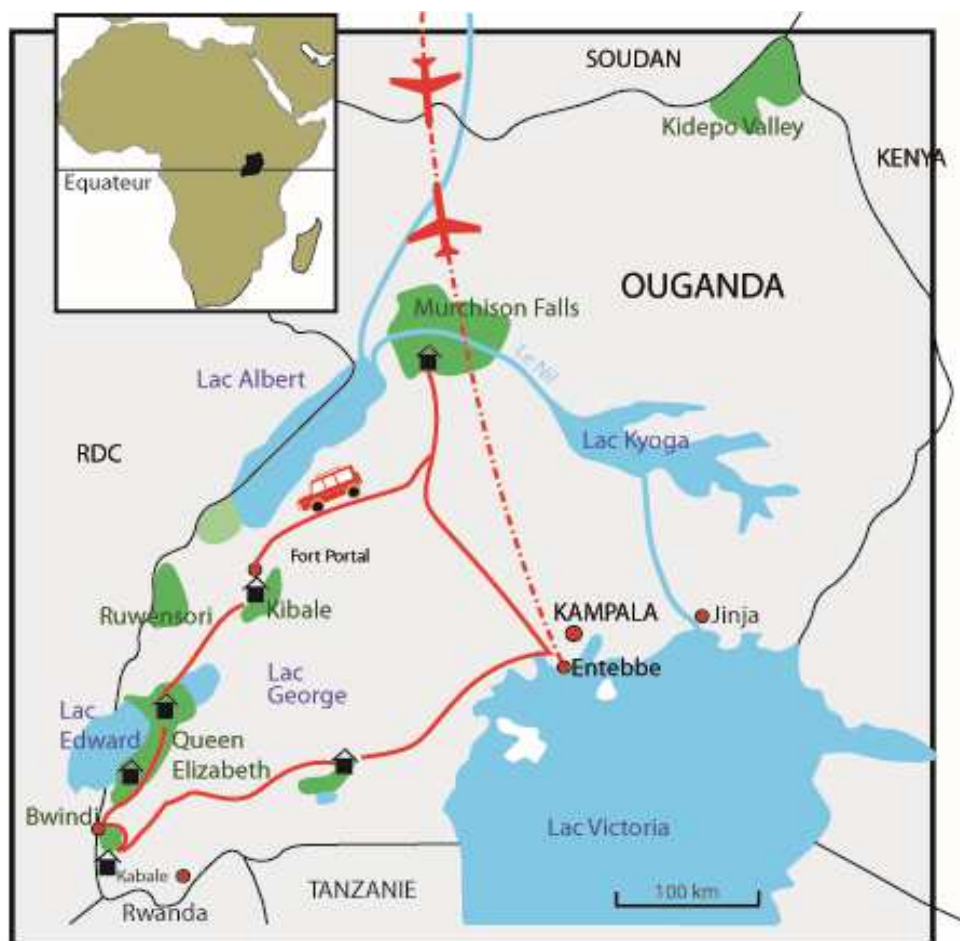 SOUDAN
Kidepo Valley
KENYA
Equateur
OUGANDA
Murchison Falls
Le Nil
Lac Albert
Lac Kyoga
RDC
Fort Portal
Ruwensori
Kibale
KAMPALA
Jinja
Entebbe
Lac
George
Lac
Edward
Queen
Elizabeth
Bwindi
Lac Victoria
Kabale
TANZANIE
100 km
Rwanda